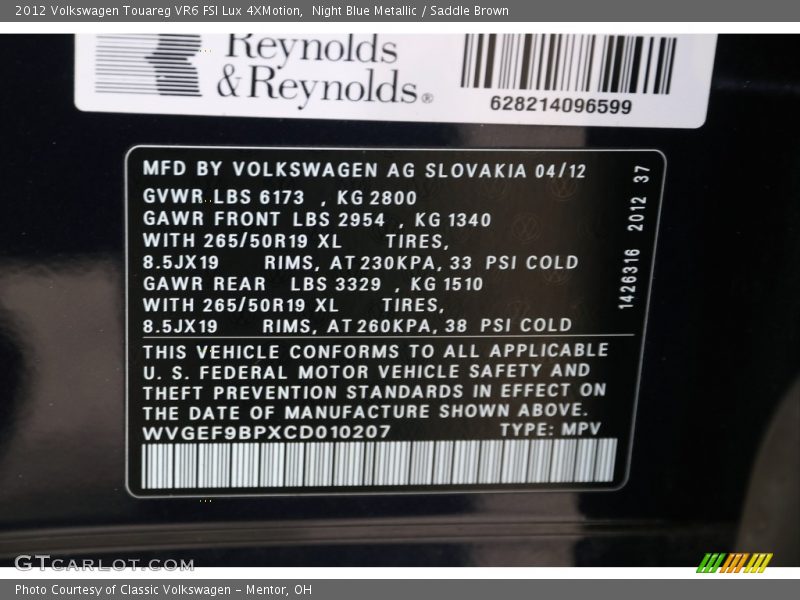 2012 Volkswagen Touareg VR6 FSI Lux 4XMotion,  Night Blue Metallic / Saddle Brown
Reynolds
&Reynolds®
628214096599
MFD BY VOLKSWAGEN AG SLOVAKIA 04/12
GVWR LBS 6173 , KG 2800
GAWR FRONT LBS 2954 , KG 1340
WITH 265/50R19 XL TIRES,
8.5JX19 RIMS, AT 230KPA, 33 PSI COLD
GAWR REAR LBS 3329 , KG 1510
WITH 265/50R19 XL TIRES,
8.5JX19 RIMS, AT 260KPA, 38 PSI COLD
THIS VEHICLE CONFORMS TO ALL APPLICABLE
U. S. FEDERAL MOTOR VEHICLE SAFETY AND
THEFT PREVENTION STANDARDS IN EFFECT ON
THE DATE OF MANUFACTURE SHOWN ABOVE.
WVGEF9BPXCD010207 TYPE: MPV
1426316 2012 37
GTCARLOT.COM
Photo Courtesy of Classic Volkswagen - Mentor, OH